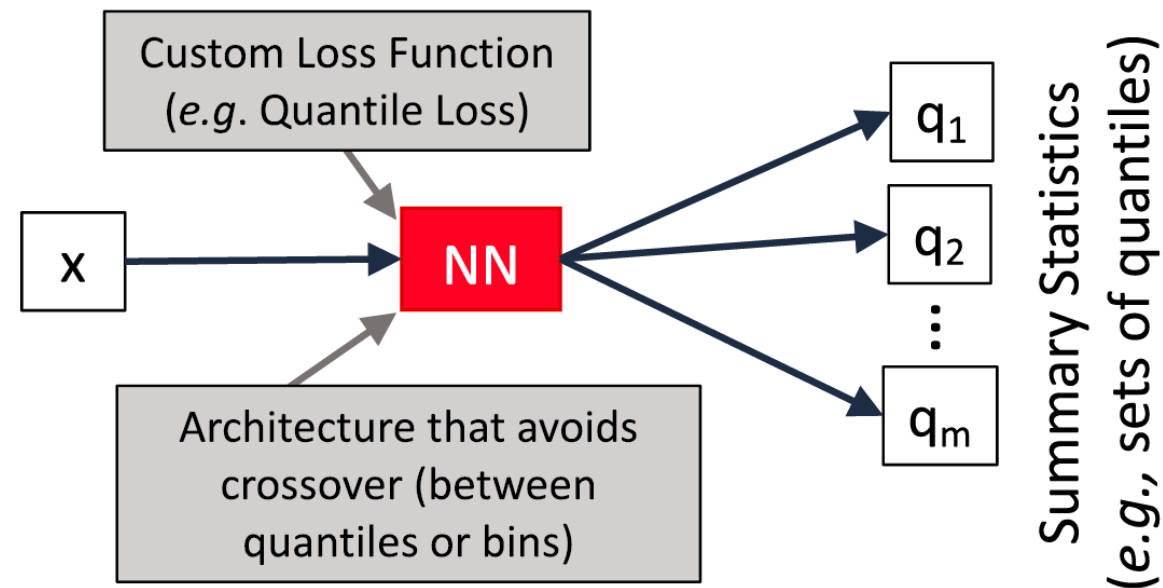 Custom Loss Function
(e.g. Quantile Loss)
x
NN
q₁
q₂
...
qₘ
Architecture that avoids
crossover (between
quantiles or bins)
Summary Statistics
(e.g., sets of quantiles)